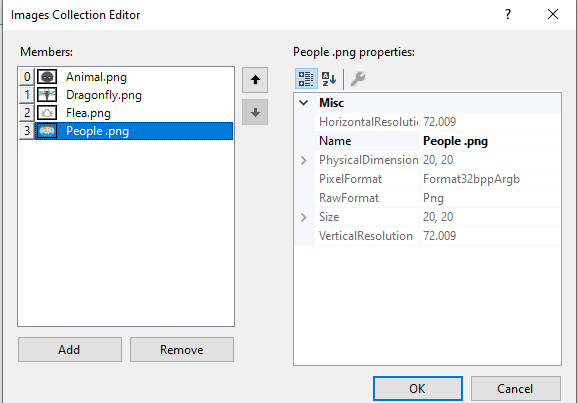 Images Collection Editor
?
Members:
0 Animal.png
1 Dragonfly.png
2 Flea.png
3 People .png
Add
Remove
People .png properties:
Misc
HorizontalResolutic 72.009
Name People .png
PhysicalDimension 20, 20
PixelFormat Format32bppArgb
RawFormat Png
Size 20, 20
VerticalResolution 72.009
OK
Cancel